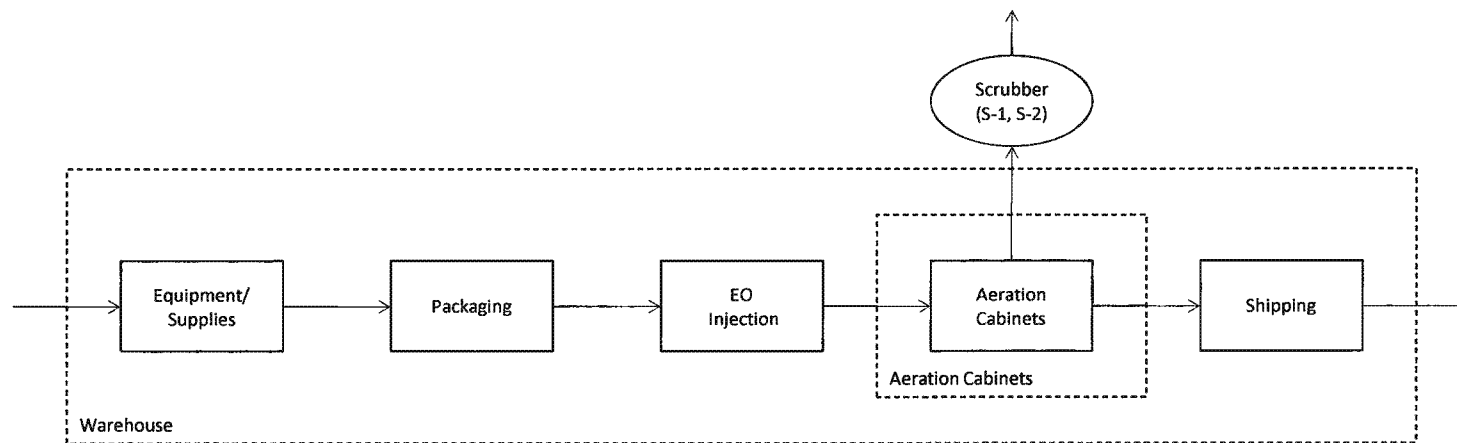 Scrubber
(S-1, S-2)
Equipment/
Supplies
Packaging
EO
Injection
Aeration
Cabinets
Shipping
Aeration Cabinets
Warehouse